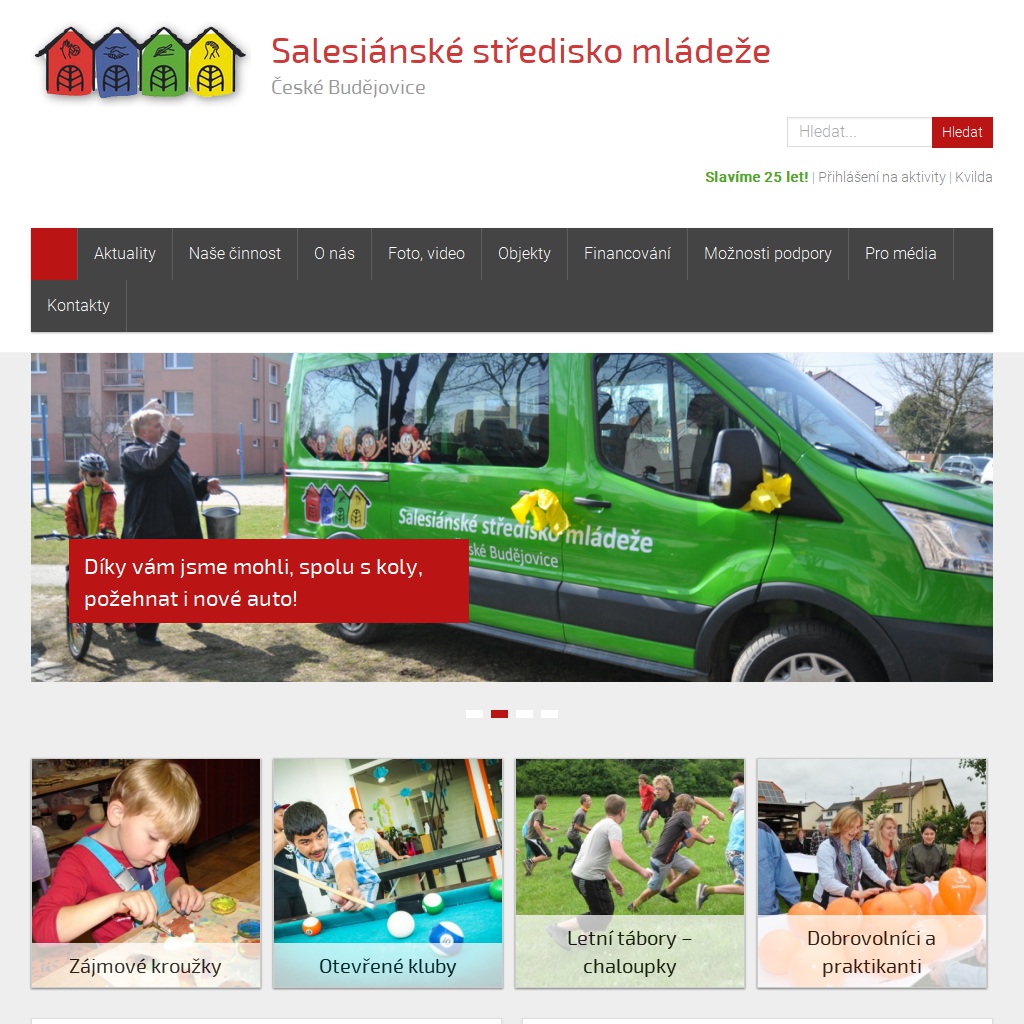 Salesiánské středisko mládeže
České Budějovice
Hledat...
Hledat
Slavíme 25 let! | Přihlášení na aktivity | Kvilda
Aktuality
Naše činnost
O nás
Foto, video
Objekty
Financování
Možnosti podpory
Pro média
Kontakty
Salesiánské středisko mládeže
ské Budějovice
Díky vám jsme mohli, spolu s koly,
požehnat i nové auto!
Zájmové kroužky
Otevřené kluby
Letní tábory –
chaloupky
Dobrovolníci a
praktikanti